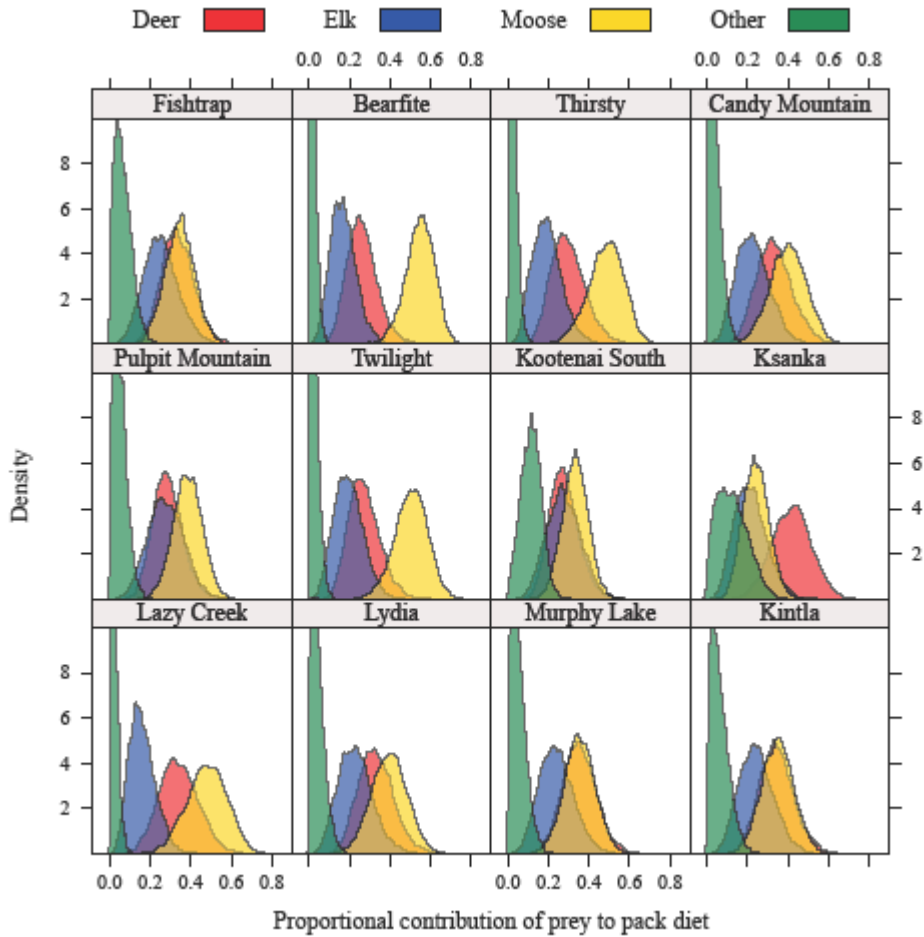 Deer Elk Moose Other
0.0 0.2 0.4 0.6 0.8 0.0 0.2 0.4 0.6 0.8
Fishtrap Bearfite Thirsty Candy Mountain
8
6
4
2
Pulpit Mountain Twilight Kootenai South Ksanka
8
6
4
2
Density
Lazy Creek Lydia Murphy Lake Kintla
8
6
4
2
0.0 0.2 0.4 0.6 0.8 0.0 0.2 0.4 0.6 0.8
Proportional contribution of prey to pack diet